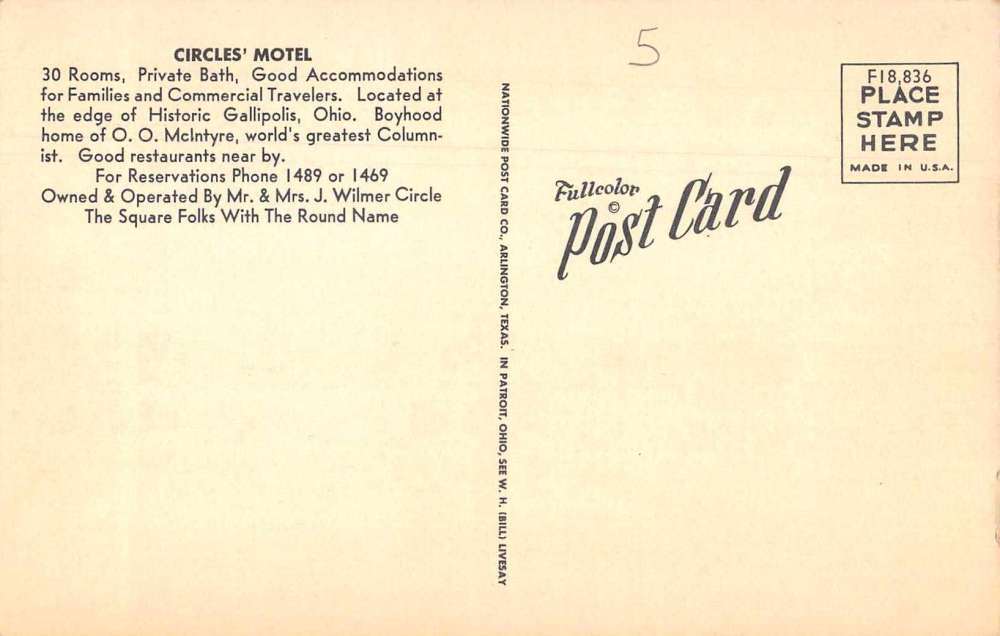 CIRCLES' MOTEL
30 Rooms, Private Bath, Good Accommodations
for Families and Commercial Travelers. Located at
the edge of Historic Gallipolis, Ohio. Boyhood
home of O. O. McIntyre, world's greatest Column-
ist. Good restaurants near by.
For Reservations Phone 1489 or 1469
Owned & Operated By Mr. & Mrs. J. Wilmer Circle
The Square Folks With The Round Name
NATIONWIDE POST CARD CO., ARLINGTON, TEXAS. IN PATROIT, OHIO, SEE W. H. (BILL) LIVESAY
5
Fullcolor
©
Post Card
F18,836
PLACE
STAMP
HERE
MADE IN U.S.A.